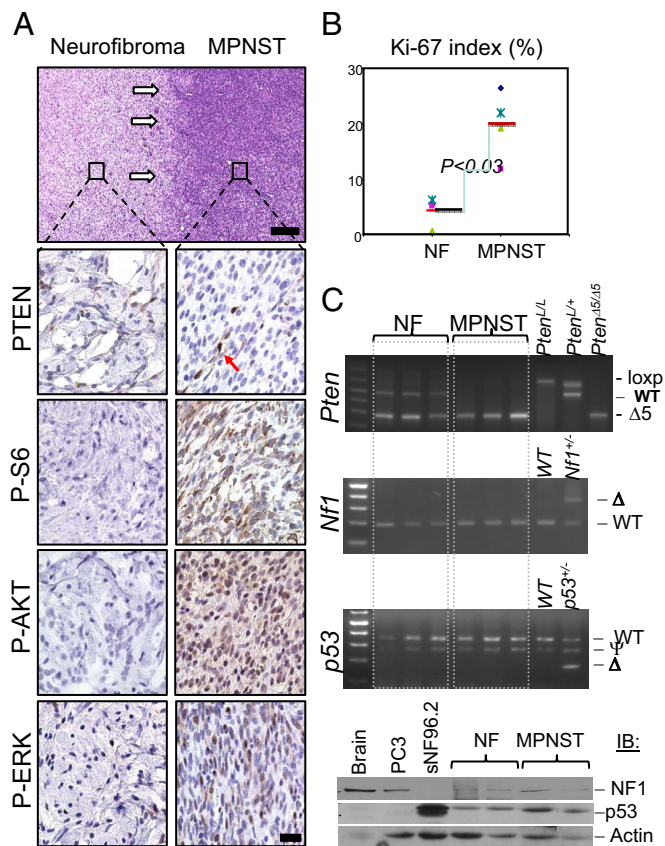 A
Neurofibroma MPNST
PTEN
P-S6
P-AKT
P-ERK
B
Ki-67 index (%)
30
20
10
0
P<0.03
NF MPNST
C
NF MPNST Pten^L/L Pten^L/+ Pten^Δ5/Δ5
Pten
- loxp
- WT
- Δ5
WT Nf1^+/-
Nf1
- Δ
- WT
WT p53^+/-
p53
- WT
- Ψ
- Δ
Brain PC3 sNF96.2 NF MPNST IB:
- NF1
- p53
- Actin